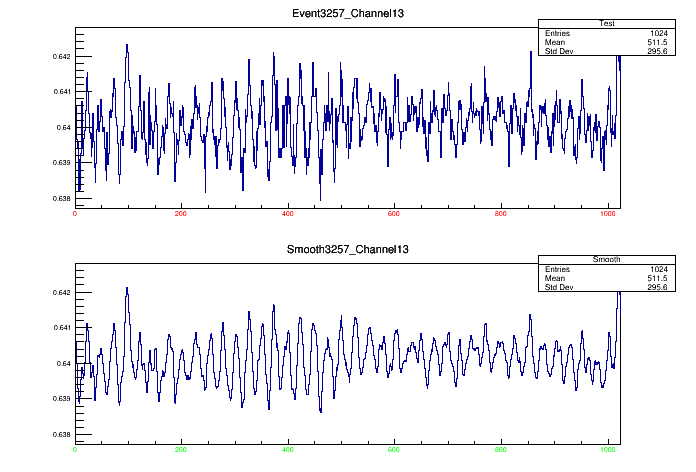 Event3257_Channel13
Test
Entries 1024
Mean 511.5
Std Dev 295.6
0.642
0.641
0.64
0.639
0.638
0 200 400 600 800 1000
Smooth3257_Channel13
Smooth
Entries 1024
Mean 511.5
Std Dev 295.6
0.642
0.641
0.64
0.639
0.638
0 200 400 600 800 1000